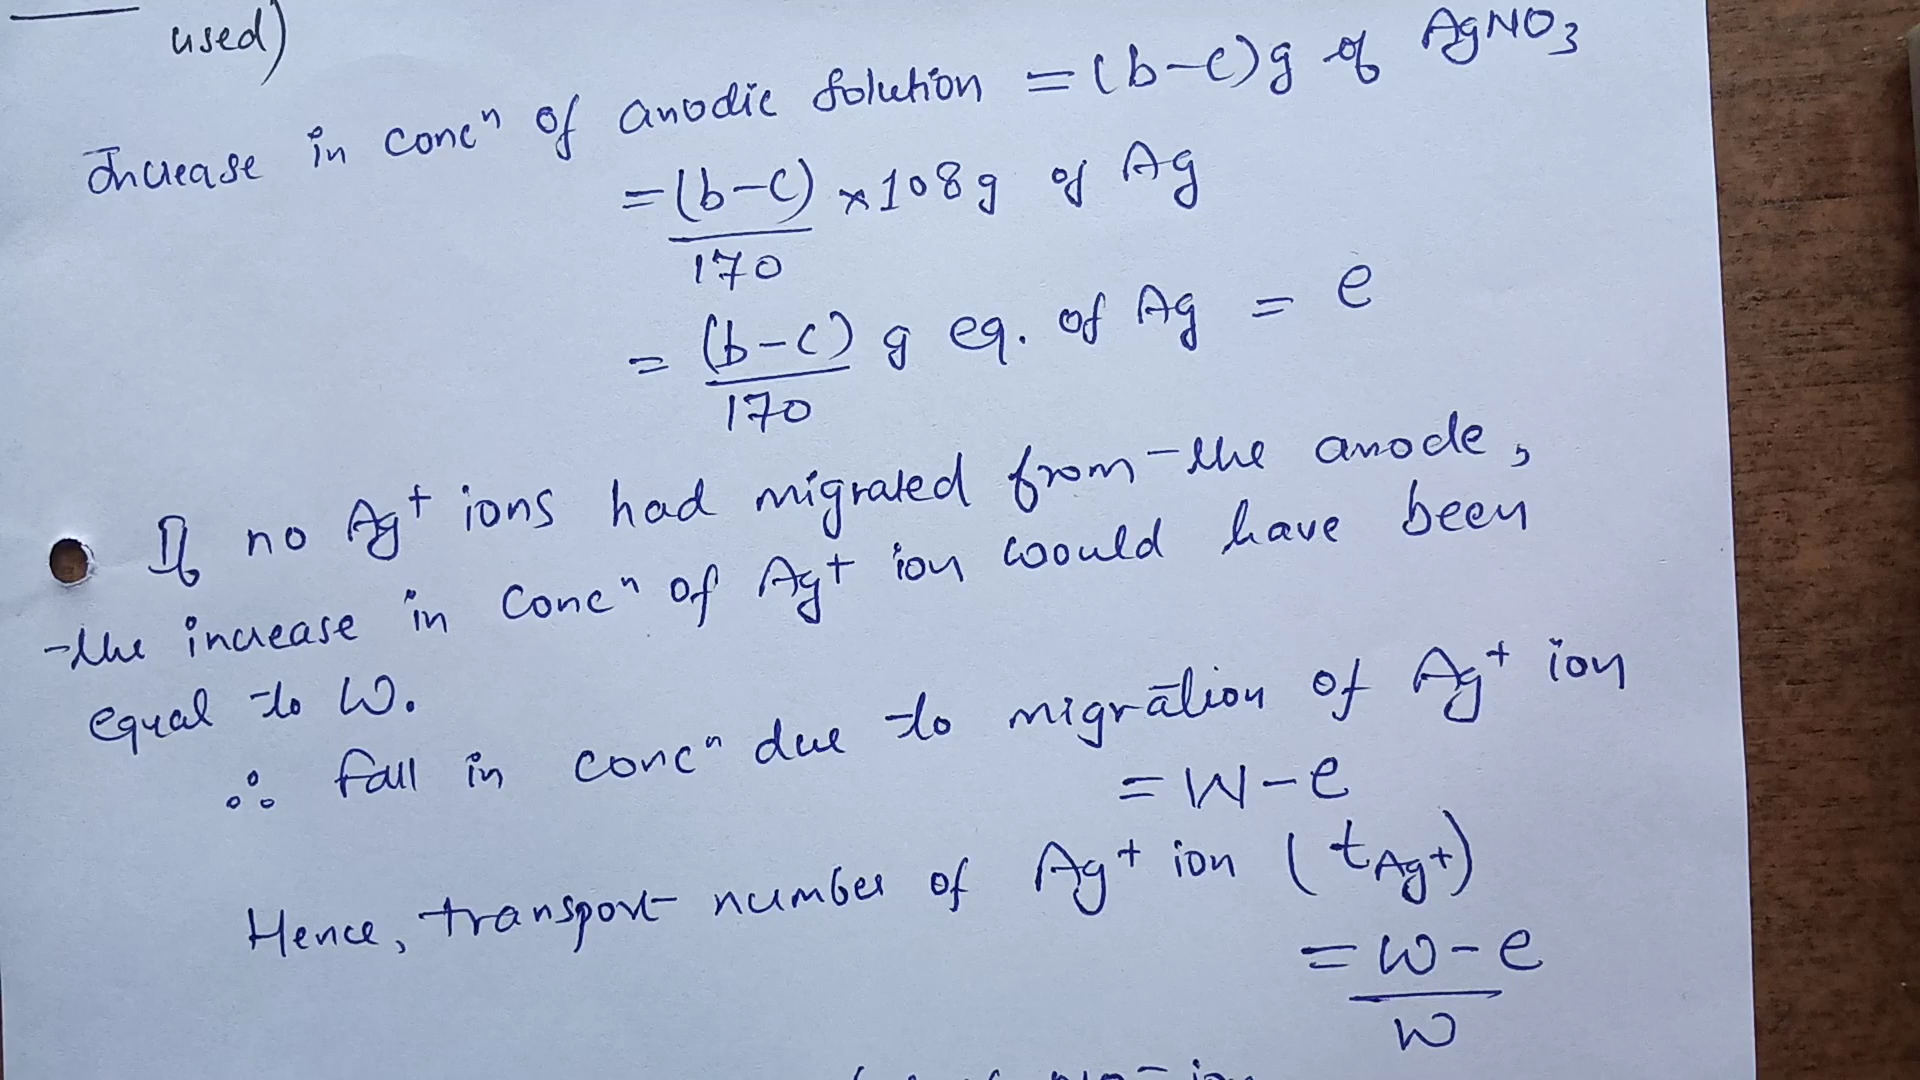 used)
Increase in concⁿ of anodic solution = (b-c)g of AgNO₃
= (b-c)/170 × 108g of Ag
= (b-c)/170 g eq. of Ag = e
If no Ag⁺ ions had migrated from the anode,
the increase in concⁿ of Ag⁺ ion would have been
equal to W.
∴ fall in concⁿ due to migration of Ag⁺ ion
= W-e
Hence, transport number of Ag⁺ ion (tAg⁺)
= W-e/W